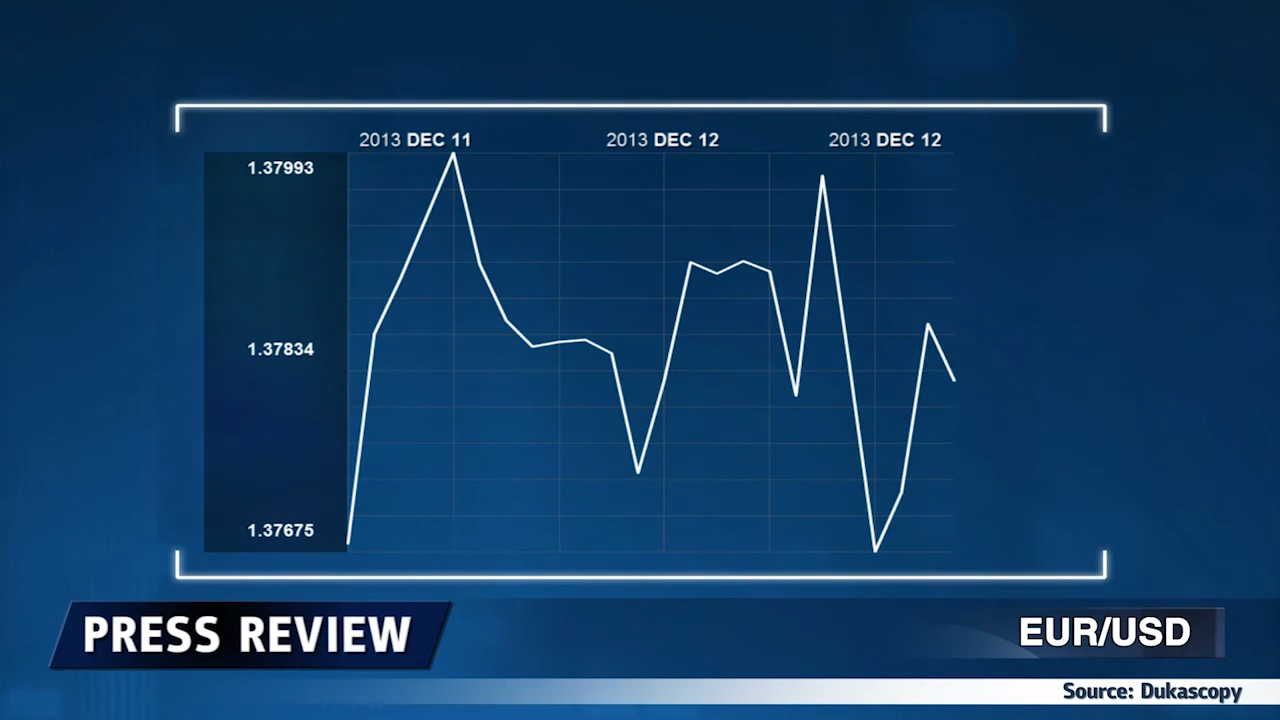 2013 DEC 11 2013 DEC 12 2013 DEC 12
1.37993
1.37834
1.37675
PRESS REVIEW
EUR/USD
Source: Dukascopy